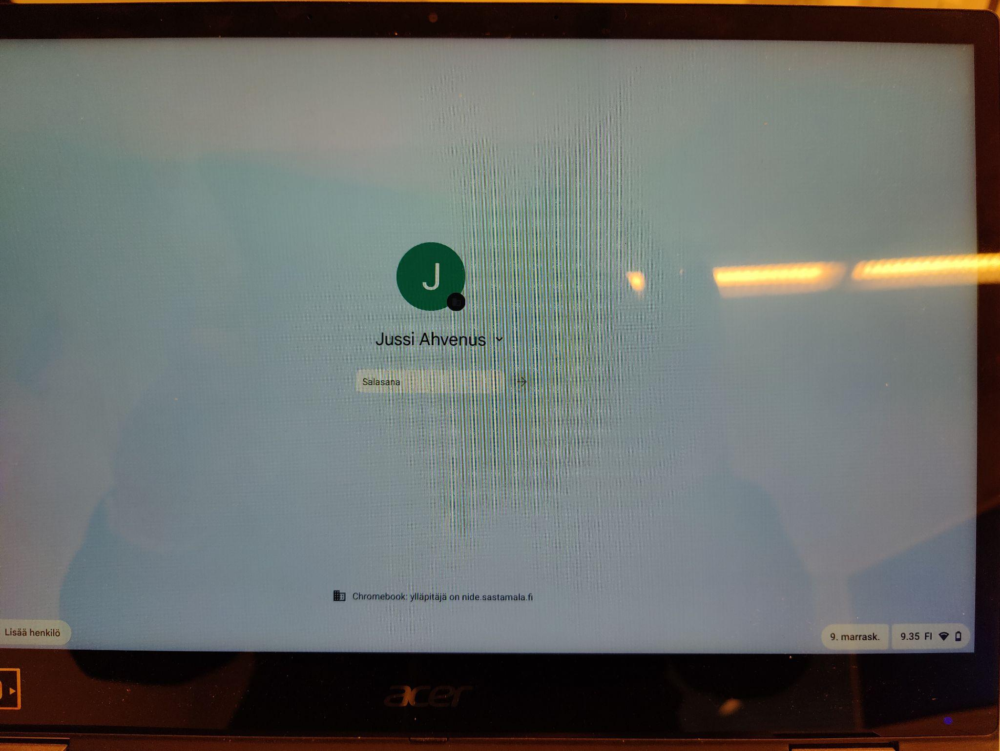 J
Jussi Ahvenus
Salasana
Chromebook: ylläpitäjä on nide.sastamala.fi
Lisää henkilö
9. marrask.
9.35 FI
acer